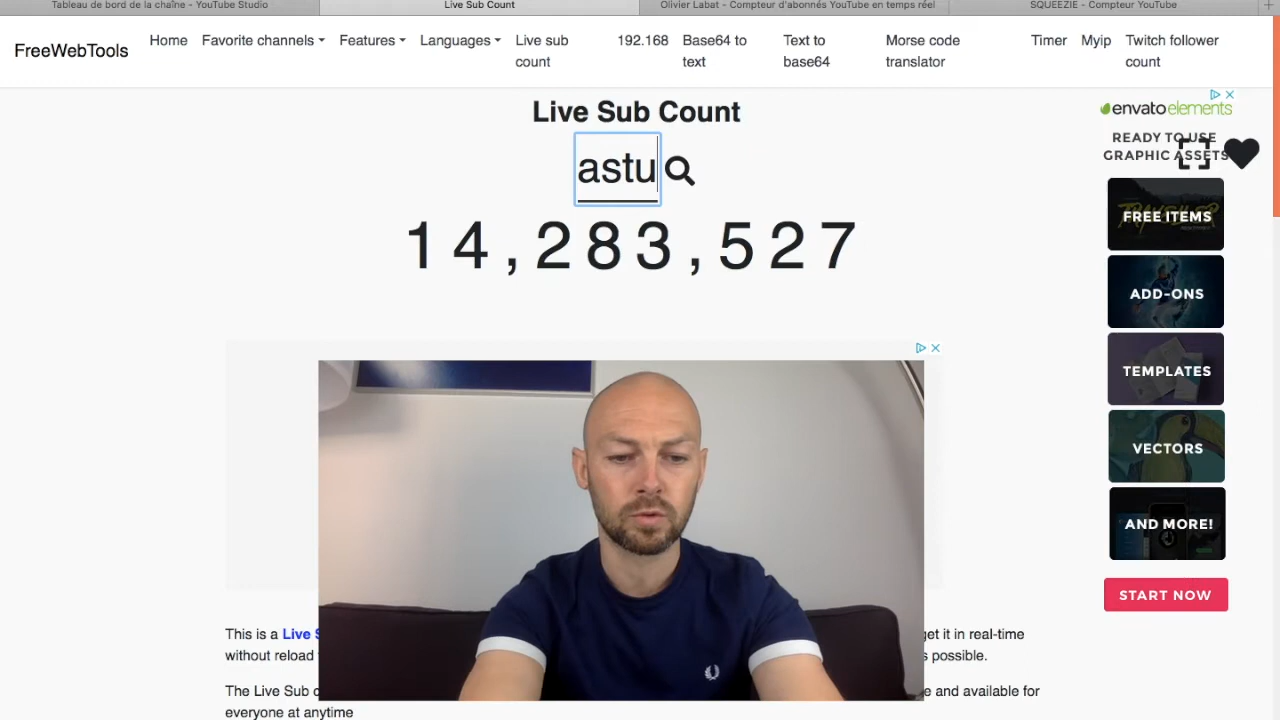 Tableau de bord de la chaîne - YouTube Studio
Live Sub Count
Olivier Labat - Compteur d'abonnés YouTube en temps réel
SQUEEZIE - Compteur YouTube
FreeWebTools
Home
Favorite channels
Features
Languages
Live sub
count
192.168
Base64 to
text
Text to
base64
Morse code
translator
Timer
Myip
Twitch follower
count
Live Sub Count
astu
14,283,527
envatoelements
READY TO USE
GRAPHIC ASSETS
FREE ITEMS
ADD-ONS
TEMPLATES
VECTORS
AND MORE!
START NOW
This is a Live
get it in real-time
without reload
possible.
The Live Sub
and available for
everyone at anytime